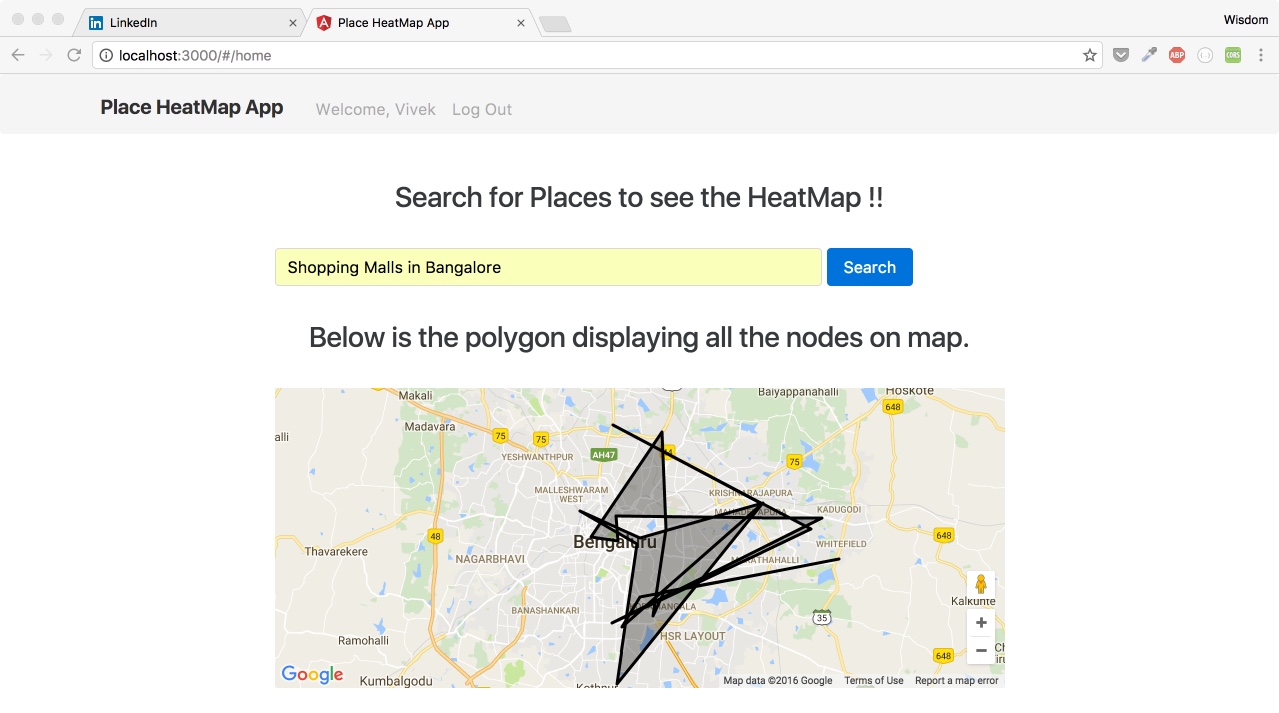 LinkedIn
Place HeatMap App
Wisdom
localhost:3000/#/home
ABP
CORS
Place HeatMap App
Welcome, Vivek
Log Out
Search for Places to see the HeatMap !!
Shopping Malls in Bangalore
Search
Below is the polygon displaying all the nodes on map.
Makali
Baiyappanahalli
Hoskote
648
alli
Madavara
75
75
YESHWANTHPUR
AH47
75
MALLESHWARAM
WEST
KRISHNARAJAPURA
MAHADEVAPURA
KADUGODI
48
Bengaluru
648
Thavarekere
NAGARBHAVI
MARATHAHALLI
WHITEFIELD
BANASHANKARI
KORAMANGALA
Kalkunte
35
Ramohalli
HSR LAYOUT
648
Kumbalgodu
Google
Map data ©2016 Google
Terms of Use
Report a map error